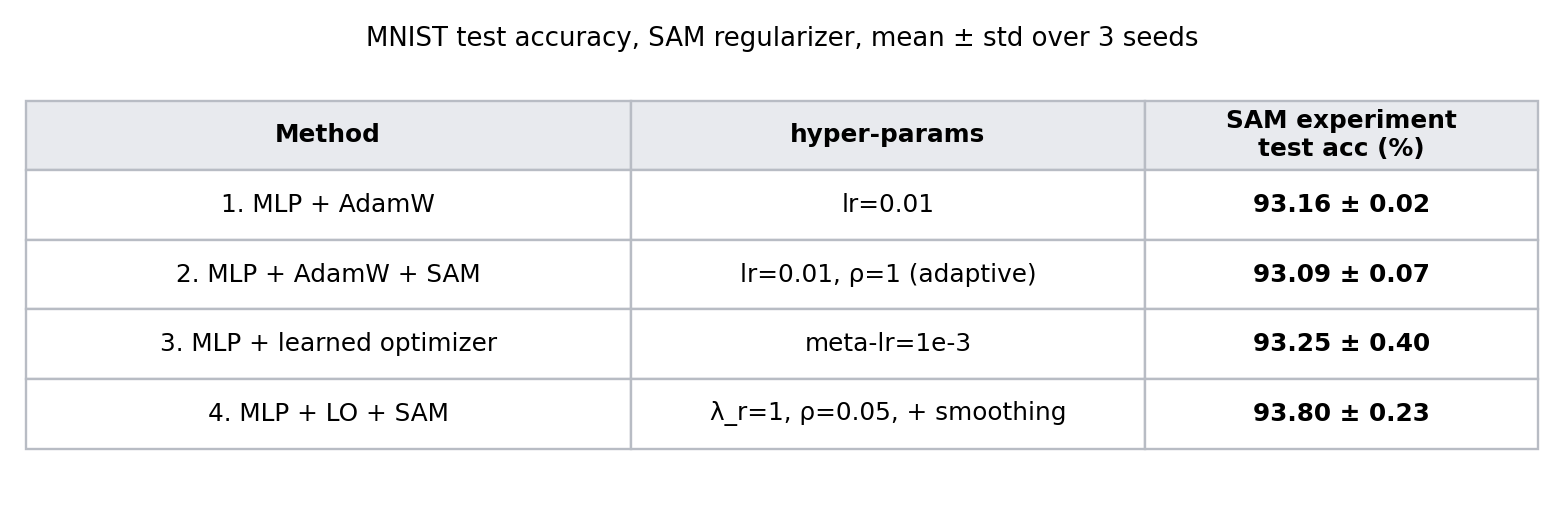 MNIST test accuracy, SAM regularizer, mean ± std over 3 seeds
Method hyper-params SAM experiment
test acc (%)
1. MLP + AdamW lr=0.01 93.16 ± 0.02
2. MLP + AdamW + SAM lr=0.01, ρ=1 (adaptive) 93.09 ± 0.07
3. MLP + learned optimizer meta-lr=1e-3 93.25 ± 0.40
4. MLP + LO + SAM λ_r=1, ρ=0.05, + smoothing 93.80 ± 0.23